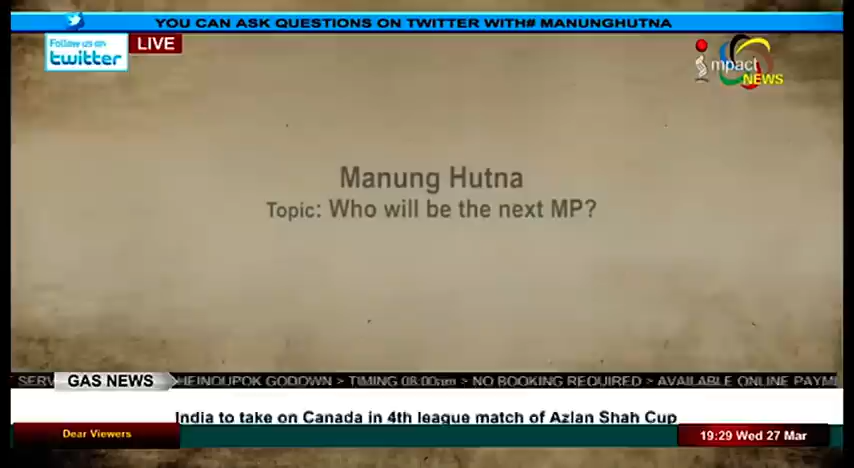 YOU CAN ASK QUESTIONS ON TWITTER WITH# MANUNGHUTNA
Follow us on
twitter
LIVE
impact
NEWS
Manung Hutna
Topic: Who will be the next MP?
GAS NEWS
HEINOUPOK GODOWN > TIMING 08:00am > NO BOOKING REQUIRED > AVAILABLE ONLINE
India to take on Canada in 4th league match of Azlan Shah Cup
Dear Viewers
19:29 Wed 27 Mar